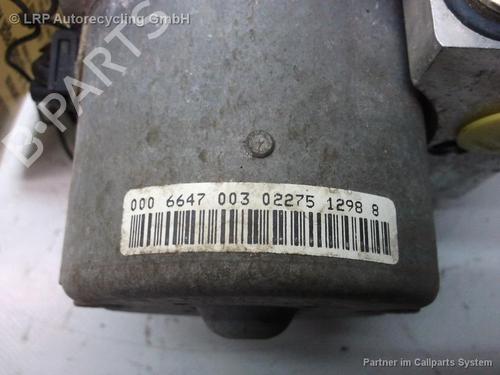 © LRP Autorecycling GmbH
B-PARTS
000 6647 003 02275 1298 8
Partner im Callparts System